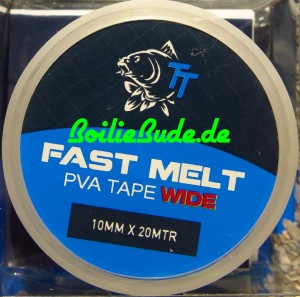 TT
BoilieBude.de
FAST MELT
PVA TAPE WIDE
10MM X 20MTR